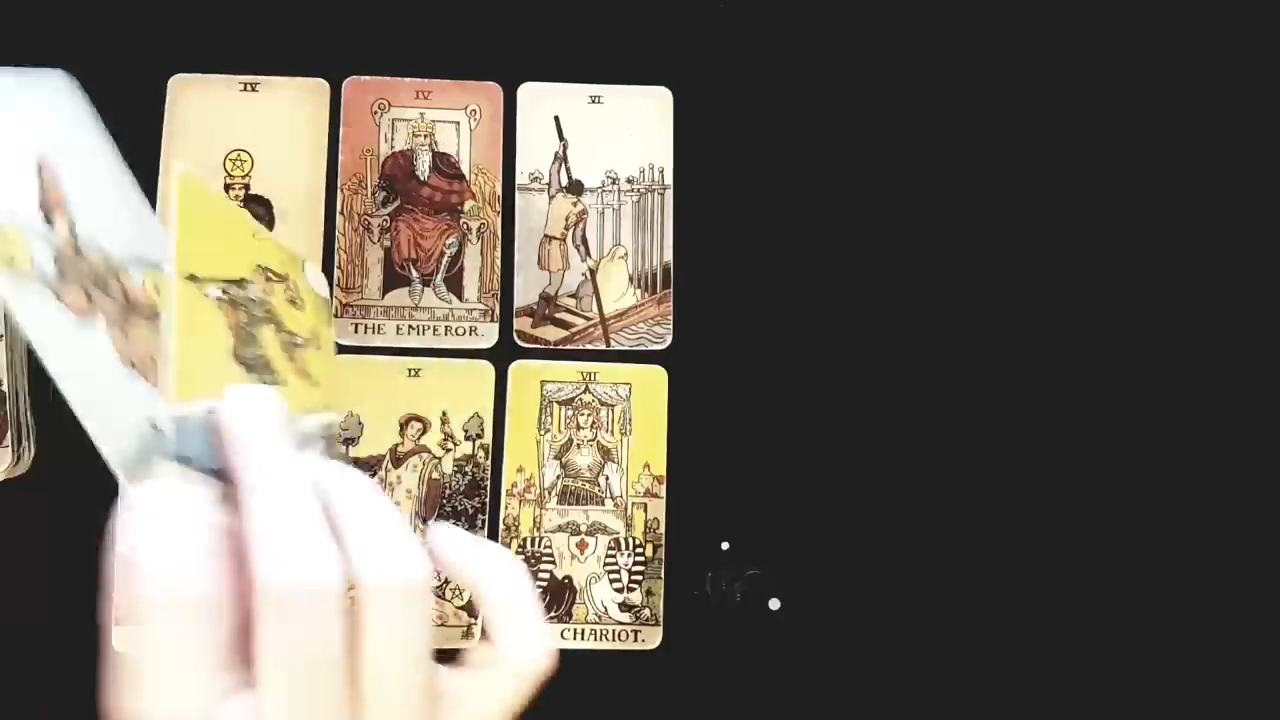 IV
IV
VI
THE EMPEROR.
IX
VII
CHARIOT.